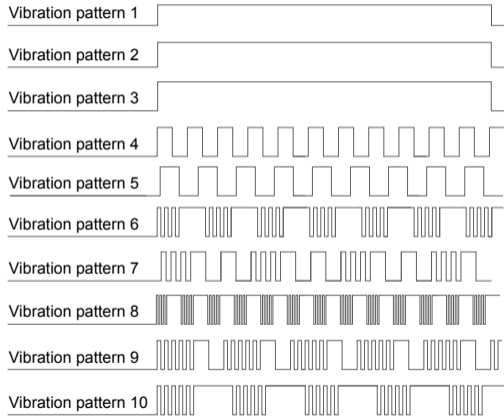 Vibration pattern 1
Vibration pattern 2
Vibration pattern 3
Vibration pattern 4
Vibration pattern 5
Vibration pattern 6
Vibration pattern 7
Vibration pattern 8
Vibration pattern 9
Vibration pattern 10